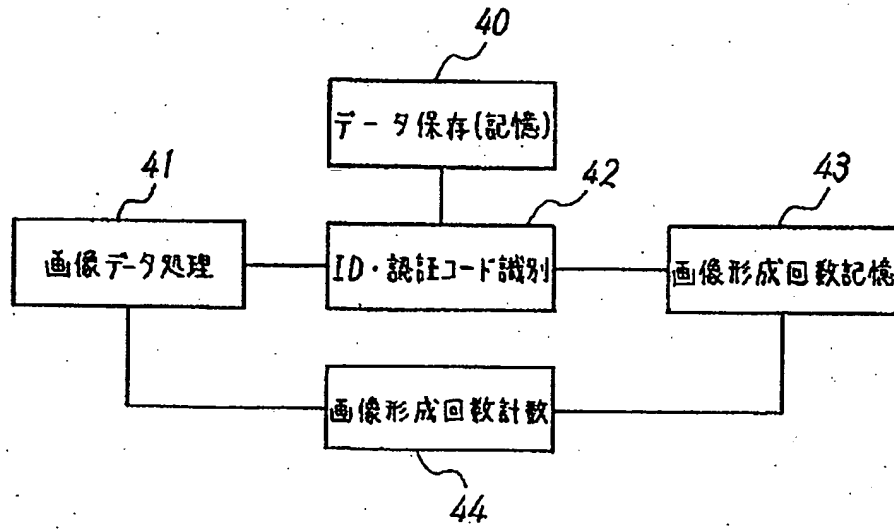 40
データ保存(記憶)
41
42
43
画像データ処理
ID・認証コード識別
画像形成回数記憶
画像形成回数計数
44